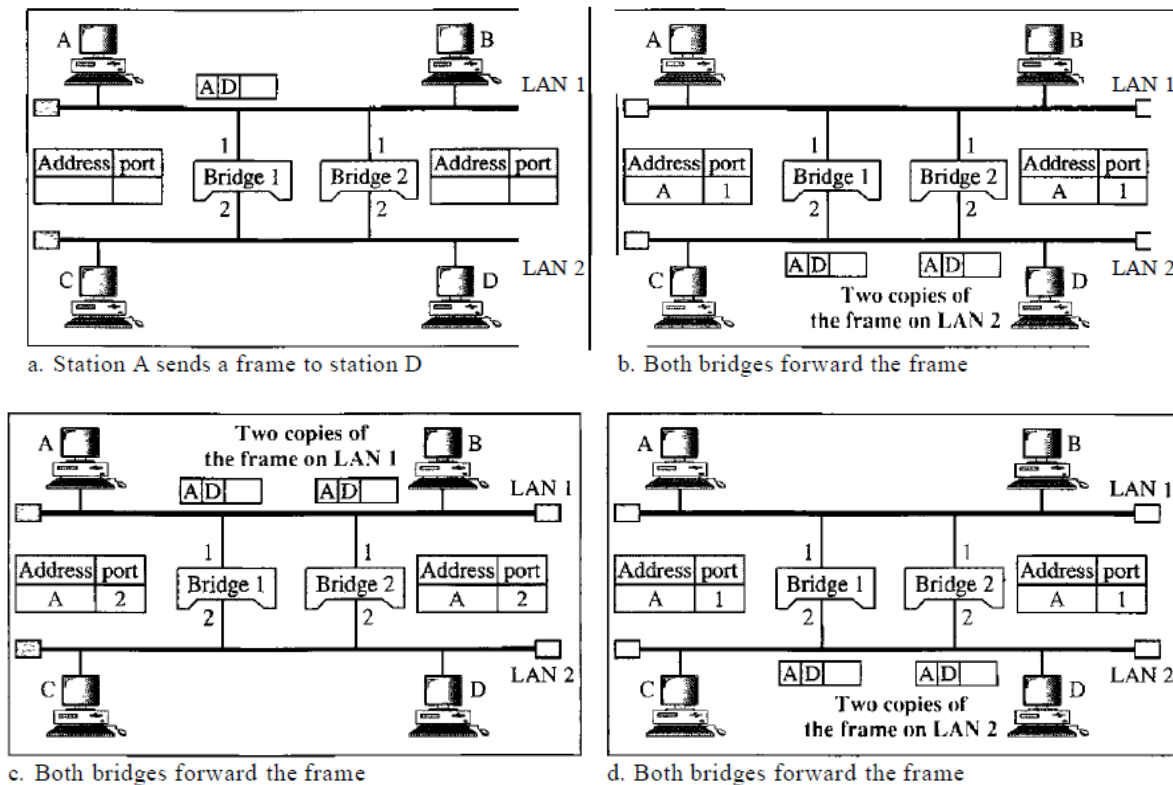 A
B
A D
LAN 1
1
1
Address port
Bridge 1
Bridge 2
Address port
2
2
LAN 2
C
D
a. Station A sends a frame to station D
A
B
LAN 1
1
1
Address port
Bridge 1
Bridge 2
Address port
A 1
A 1
2
2
LAN 2
A D
A D
C
D
Two copies of
the frame on LAN 2
b. Both bridges forward the frame
A
Two copies of
the frame on LAN 1
B
A D
A D
LAN 1
1
1
Address port
Bridge 1
Bridge 2
Address port
A 2
A 2
2
2
LAN 2
C
D
c. Both bridges forward the frame
A
B
LAN 1
1
1
Address port
Bridge 1
Bridge 2
Address port
A 1
A 1
2
2
LAN 2
A D
A D
C
D
Two copies of
the frame on LAN 2
d. Both bridges forward the frame